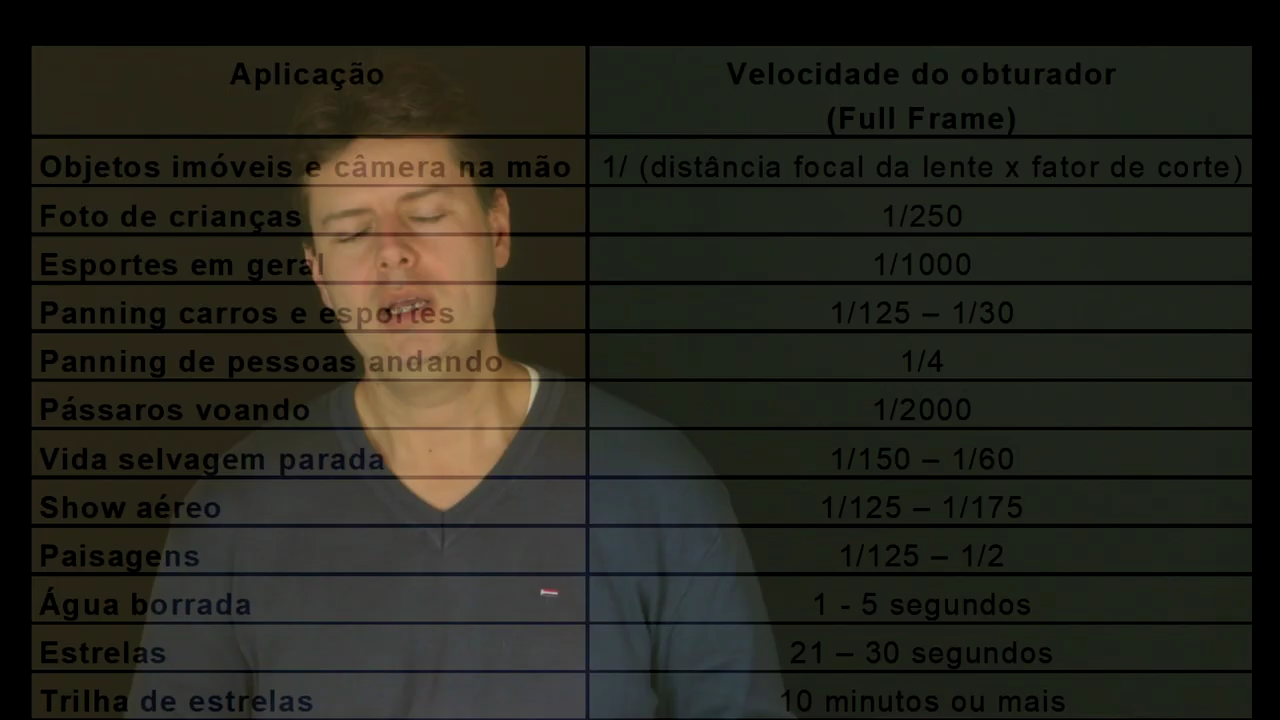 Aplicação
Velocidade do obturador
(Full Frame)
Objetos imóveis e câmera na mão 1/ (distância focal da lente x fator de corte)
Foto de crianças 1/250
Esportes em geral 1/1000
Panning carros e esportes 1/125 – 1/30
Panning de pessoas andando 1/4
Pássaros voando 1/2000
Vida selvagem parada 1/150 – 1/60
Show aéreo 1/125 – 1/175
Paisagens 1/125 – 1/2
Água borrada 1 - 5 segundos
Estrelas 21 – 30 segundos
Trilha de estrelas 10 minutos ou mais